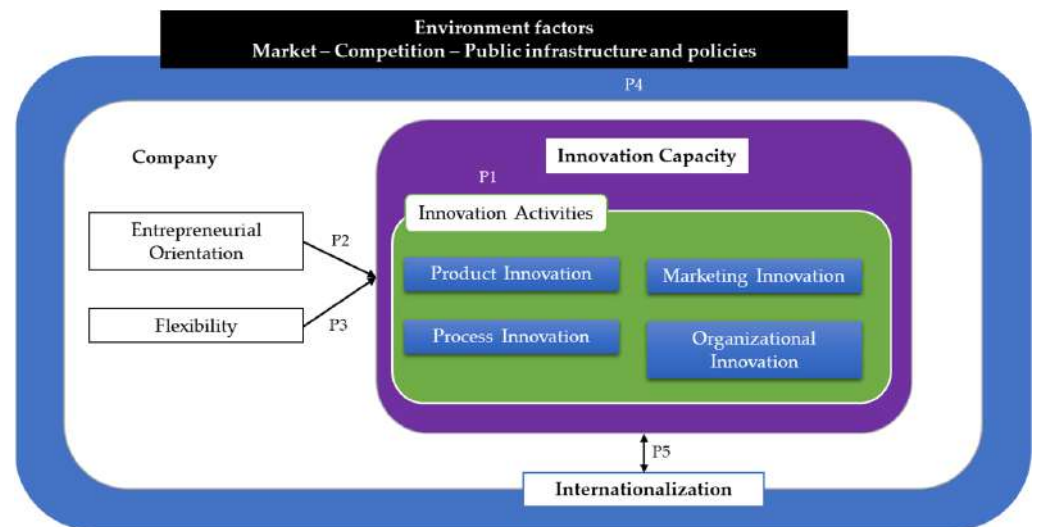 Environment factors
Market – Competition – Public infrastructure and policies
P4
Company
Innovation Capacity
P1
Innovation Activities
Entrepreneurial
Orientation
P2
Product Innovation
Marketing Innovation
Flexibility
P3
Process Innovation
Organizational
Innovation
P5
Internationalization